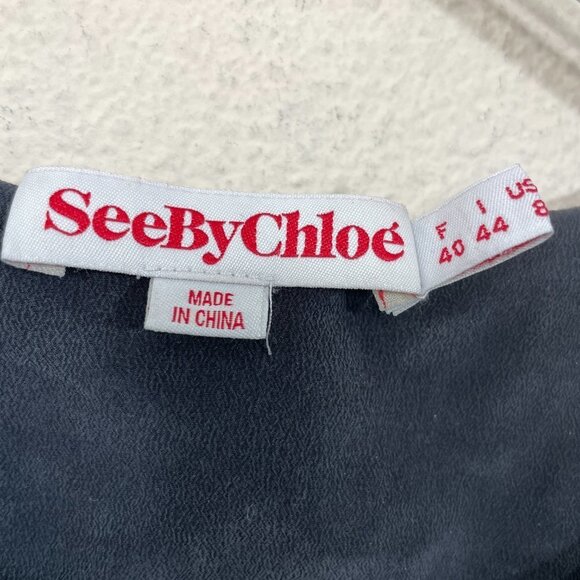 SeeByChloé
F I US
40 44 8
MADE
IN CHINA